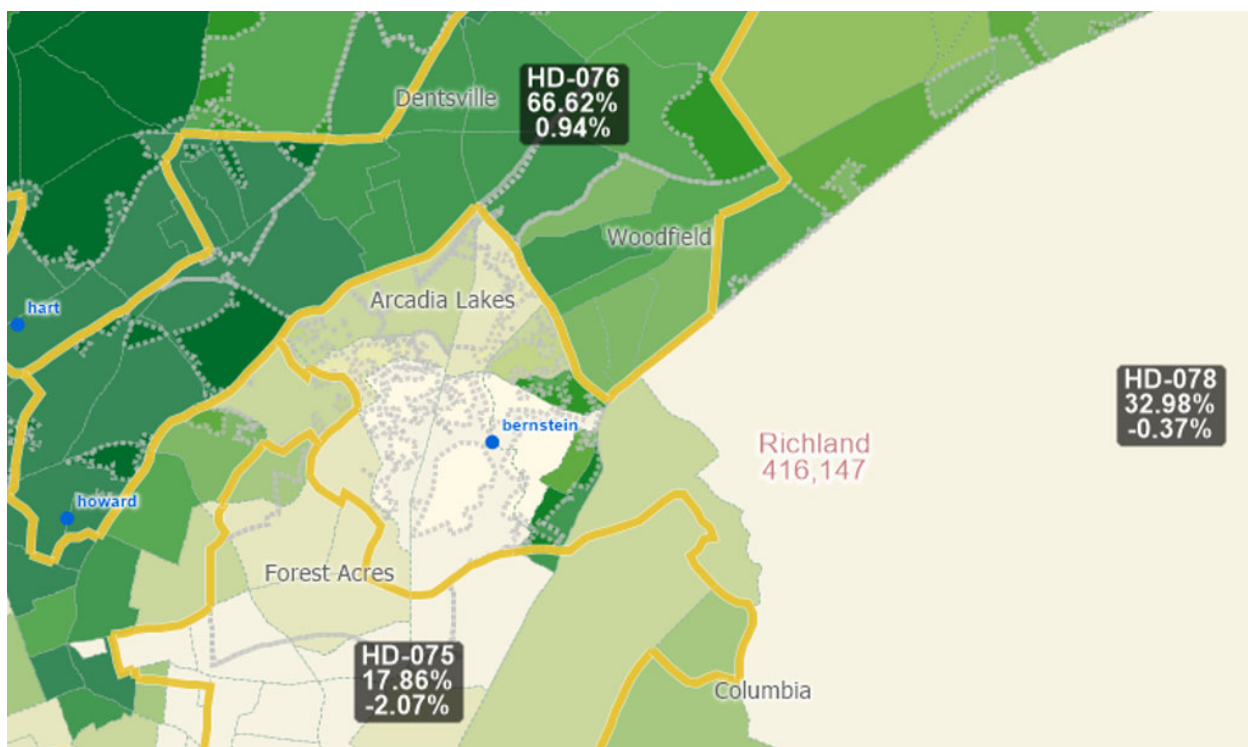 HD-076
66.62%
0.94%
Dentsville
Woodfield
Arcadia Lakes
hart
HD-078
32.98%
-0.37%
bernstein
Richland
416,147
howard
Forest Acres
HD-075
17.86%
-2.07%
Columbia